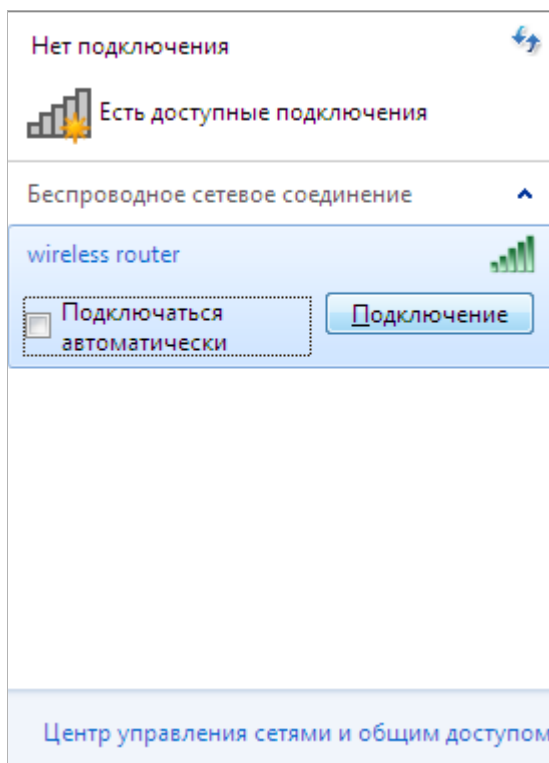 Нет подключения
Есть доступные подключения
Беспроводное сетевое соединение
wireless router
Подключаться
автоматически
Подключение
Центр управления сетями и общим доступом